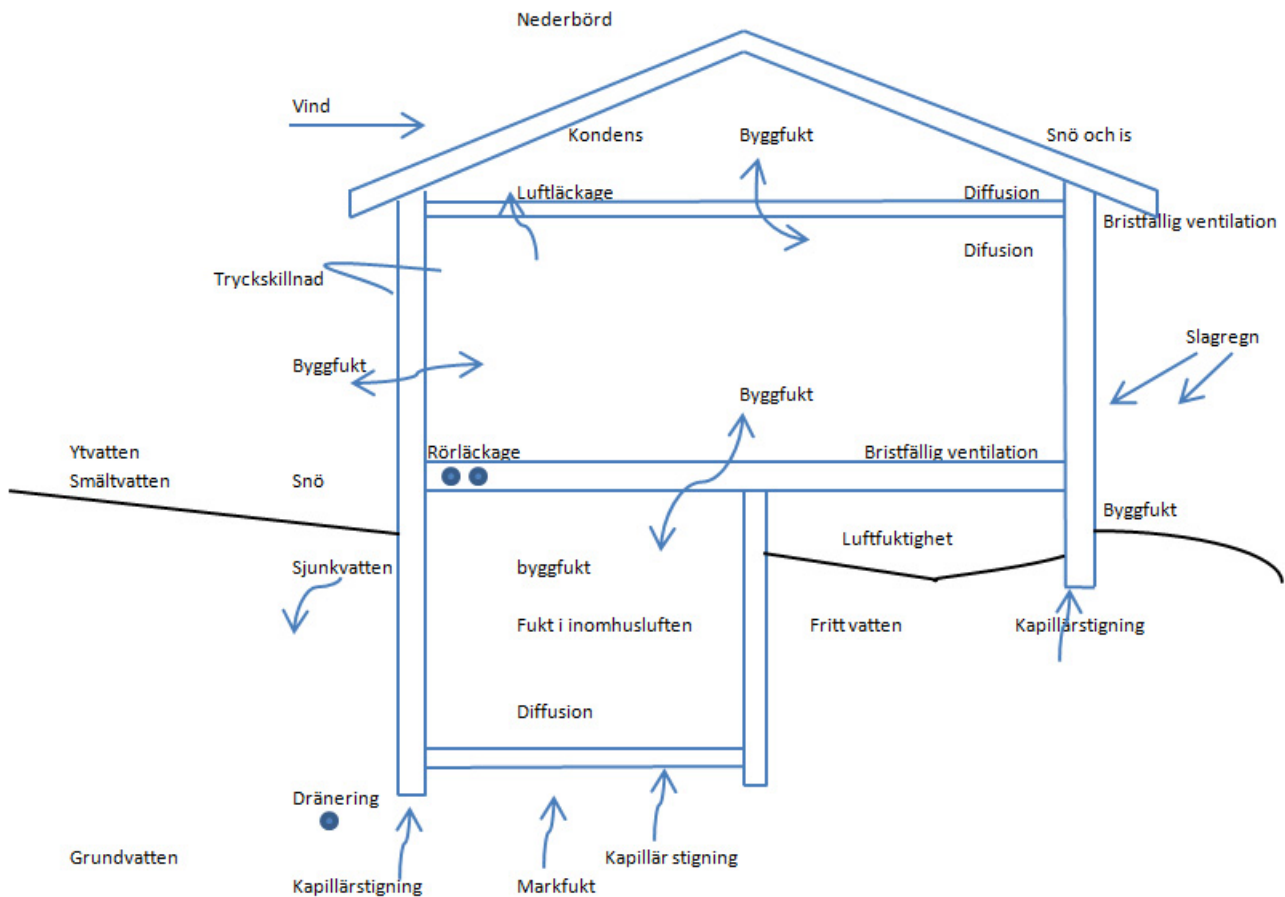 Nederbörd
Vind
Kondens
Byggfukt
Snö och is
Luftläckage
Diffusion
Bristfällig ventilation
Difusion
Tryckskillnad
Slagregn
Byggfukt
Byggfukt
Ytvatten
Smältvatten
Snö
Rörläckage
Bristfällig ventilation
Byggfukt
Luftfuktighet
Sjunkvatten
byggfukt
Fukt i inomhusluften
Fritt vatten
Kapillärstigning
Diffusion
Dränering
Grundvatten
Kapillär stigning
Kapillärstigning
Markfukt